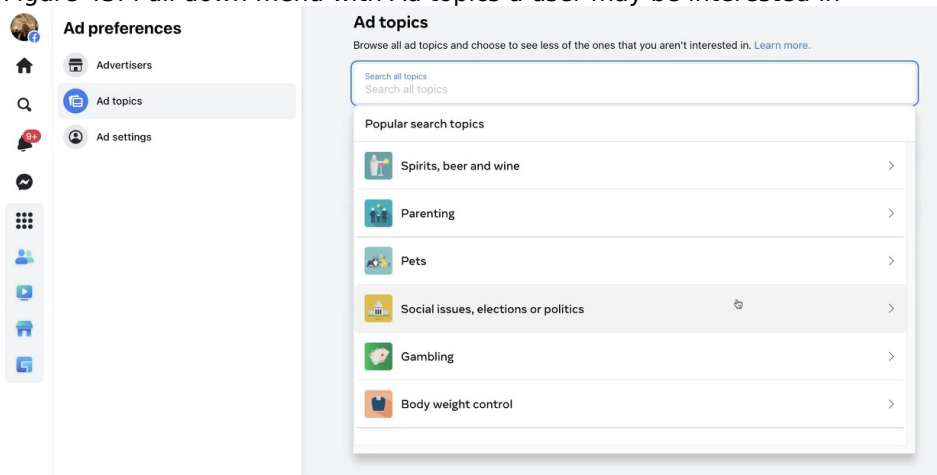 Ad preferences
Advertisers
Ad topics
Ad settings
9+
Ad topics
Browse all ad topics and choose to see less of the ones that you aren't interested in. Learn more.
Search all topics
Search all topics
Popular search topics
Spirits, beer and wine
Parenting
Pets
Social issues, elections or politics
Gambling
Body weight control